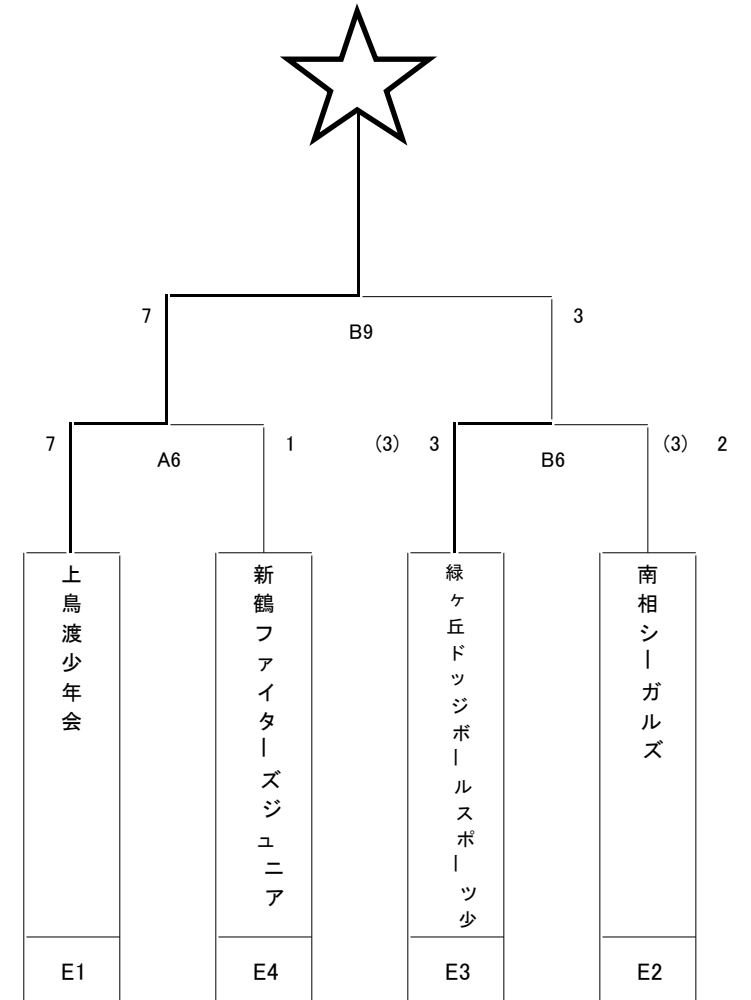 7
3
B9
7
1
(3) 3
(3) 2
A6
B6
上鳥渡少年会
新鶴ファイターズジュニア
緑ヶ丘ドッジボールスポーツ少
南相シーガルズ
E1
E4
E3
E2